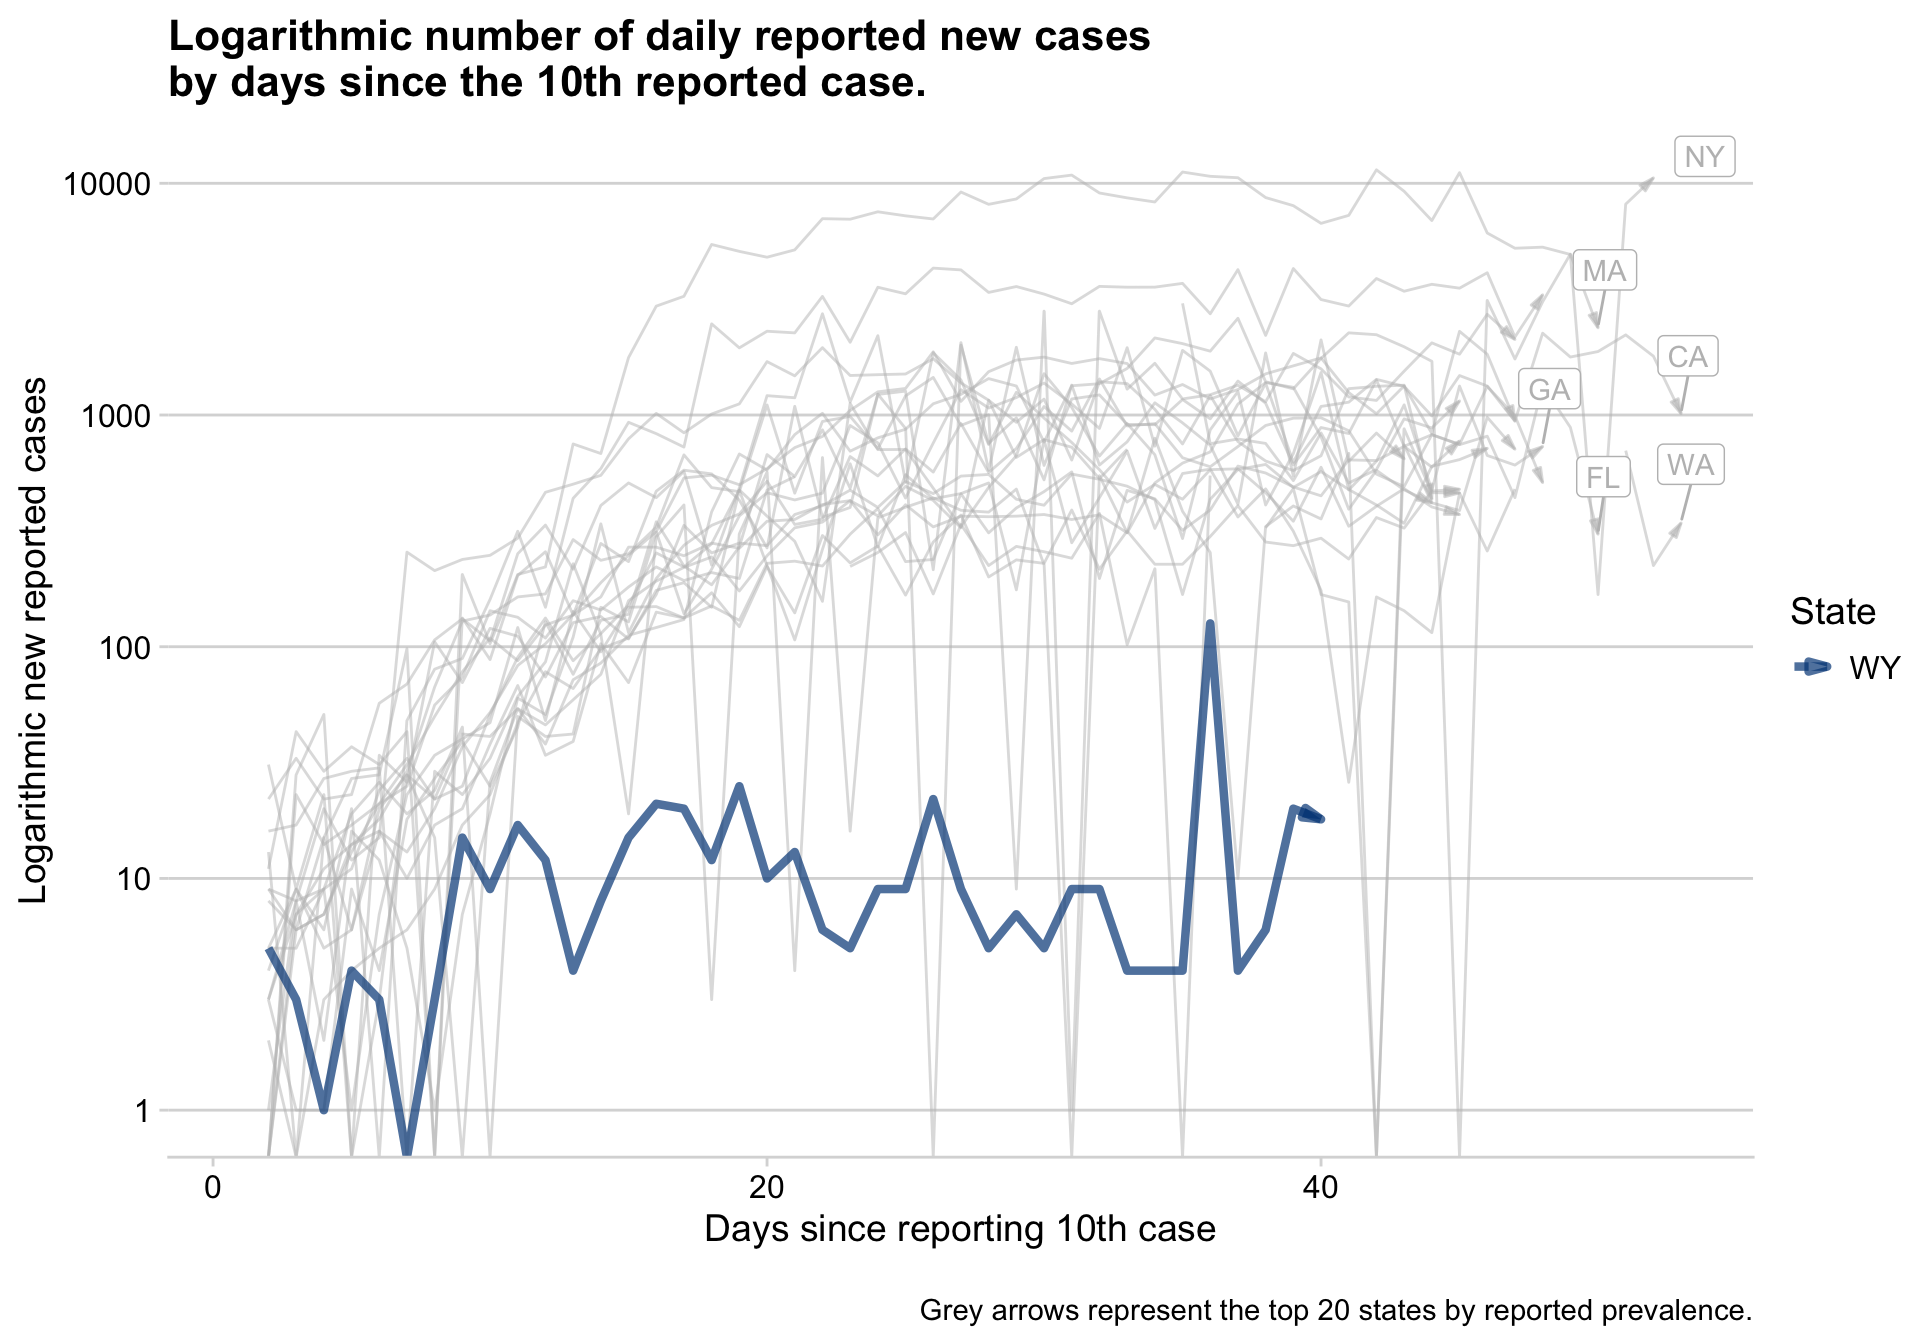 Logarithmic number of daily reported new cases
by days since the 10th reported case.
Logarithmic new reported cases
10000
1000
100
10
1
NY
MA
CA
GA
FL
WA
State
WY
0
20
40
Days since reporting 10th case
Grey arrows represent the top 20 states by reported prevalence.